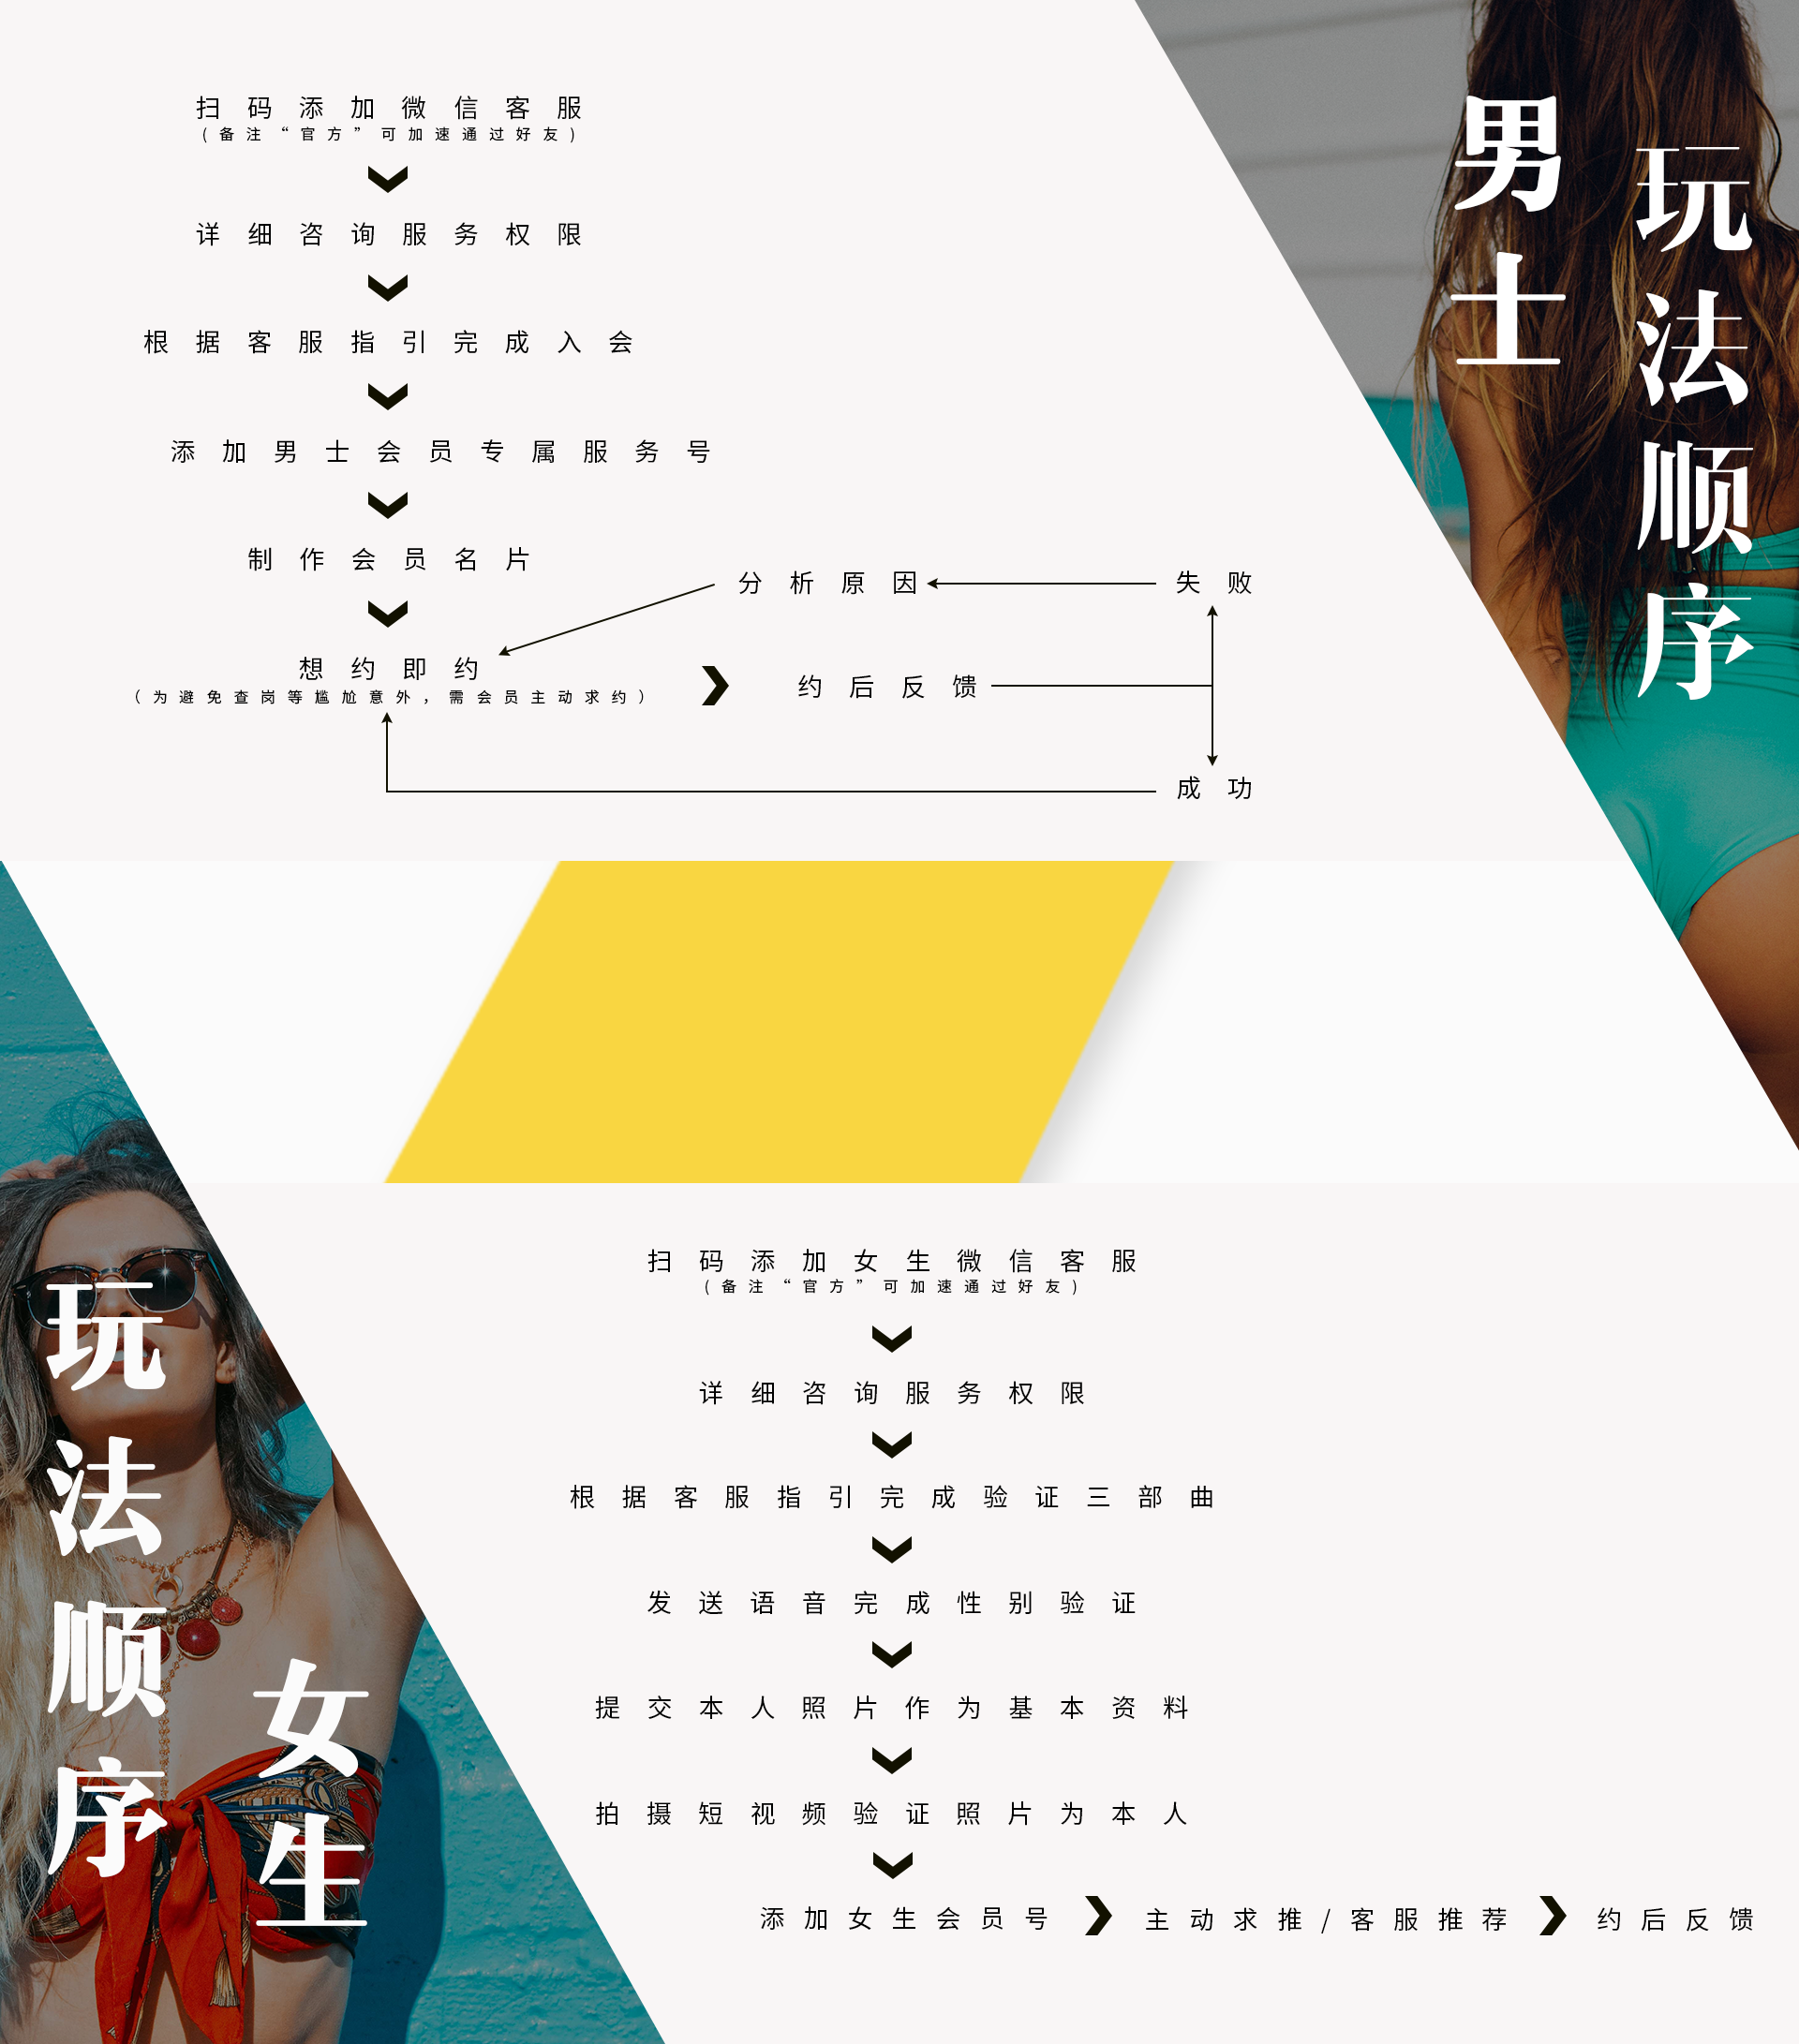 男士
玩法顺序
扫码添加微信客服
(备注“官方”可加速通过好友)
详细咨询服务权限
根据客服指引完成入会
添加男士会员专属服务号
制作会员名片
想约即约
（为避免查岗等尴尬意外，需会员主动求约）
约后反馈
失败
分析原因
成功
玩法顺序
女生
扫码添加女生微信客服
(备注“官方”可加速通过好友)
详细咨询服务权限
根据客服指引完成验证三部曲
发送语音完成性别验证
提交本人照片作为基本资料
拍摄短视频验证照片为本人
添加女生会员号
主动求推/客服推荐
约后反馈